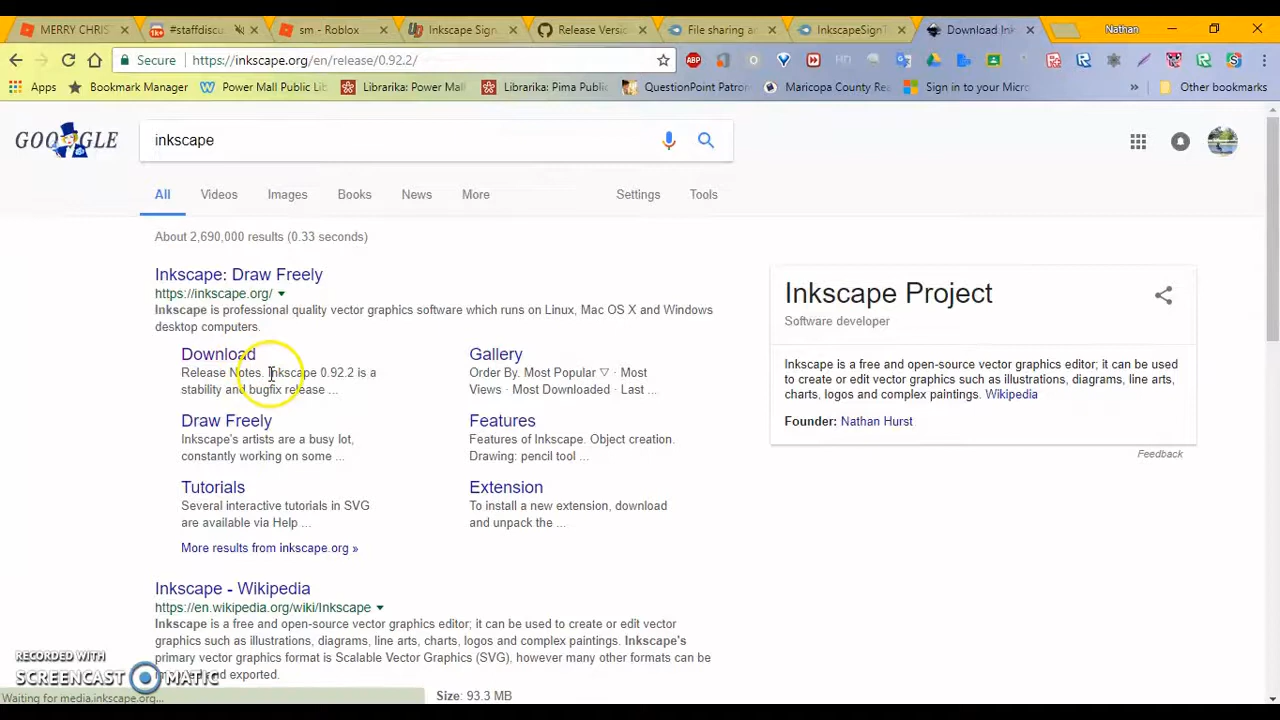 MERRY CHRIS
#staffdiscu
sm - Roblox
Inkscape Sign
Release Versio
File sharing an
InkscapeSignT
Download Ink
Nathan
Secure
https://inkscape.org/en/release/0.92.2/
Apps
Bookmark Manager
Power Mall Public Lib
Librarika: Power Mall
Librarika: Pima Public
QuestionPoint Patron
Maricopa County Rea
Sign in to your Micro
»
Other bookmarks
GOOGLE
inkscape
All
Videos
Images
Books
News
More
Settings
Tools
About 2,690,000 results (0.33 seconds)
Inkscape: Draw Freely
https://inkscape.org/
Inkscape is professional quality vector graphics software which runs on Linux, Mac OS X and Windows
desktop computers.
Download
Release Notes. Inkscape 0.92.2 is a
stability and bugfix release ...
Gallery
Order By. Most Popular ▽ · Most
Views · Most Downloaded · Last ...
Draw Freely
Inkscape's artists are a busy lot,
constantly working on some ...
Features
Features of Inkscape. Object creation.
Drawing: pencil tool ...
Tutorials
Several interactive tutorials in SVG
are available via Help ...
Extension
To install a new extension, download
and unpack the ...
More results from inkscape.org »
Inkscape - Wikipedia
https://en.wikipedia.org/wiki/Inkscape
Inkscape is a free and open-source vector graphics editor; it can be used to create or edit vector
graphics such as illustrations, diagrams, line arts, charts, logos and complex paintings. Inkscape's
primary vector graphics format is Scalable Vector Graphics (SVG), however many other formats can be
and exported.
Size: 93.3 MB
Inkscape Project
Software developer
Inkscape is a free and open-source vector graphics editor; it can be used
to create or edit vector graphics such as illustrations, diagrams, line arts,
charts, logos and complex paintings. Wikipedia
Founder: Nathan Hurst
Feedback
RECORDED WITH
SCREENCAST MATIC
Waiting for media.inkscape.org...